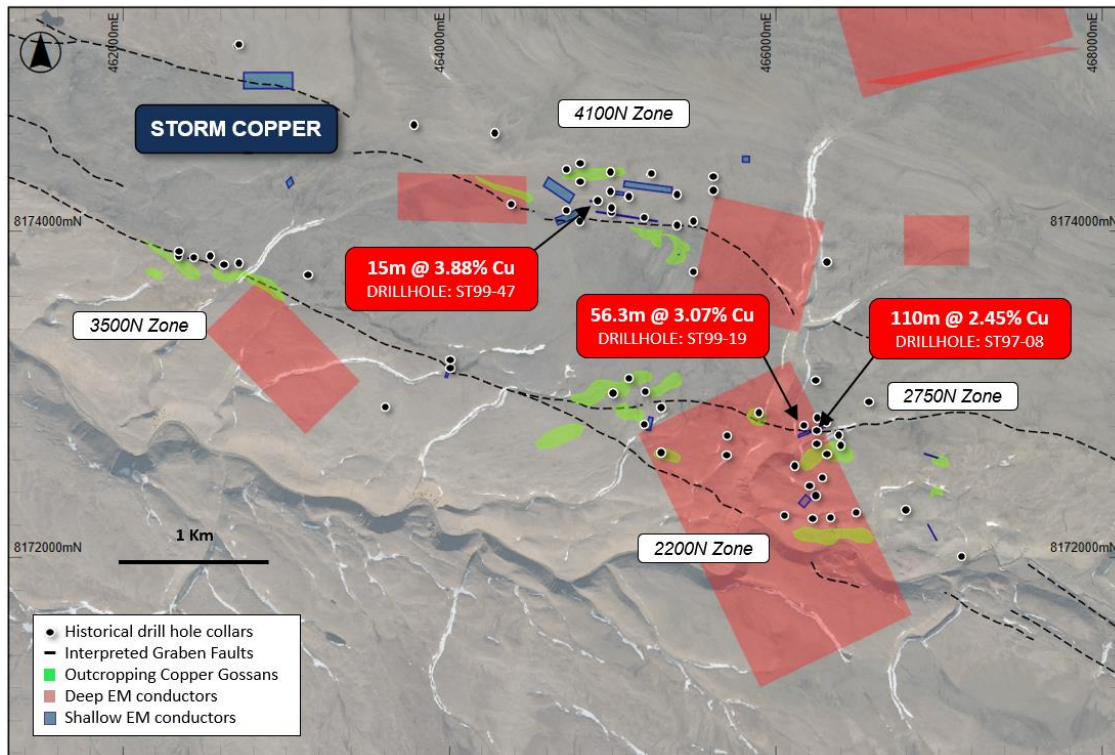 462000mE
464000mE
466000mE
468000mE
4100N Zone
STORM COPPER
8174000mN
8174000mN
15m @ 3.88% Cu
DRILLHOLE: ST99-47
56.3m @ 3.07% Cu
DRILLHOLE: ST99-19
110m @ 2.45% Cu
DRILLHOLE: ST97-08
3500N Zone
2750N Zone
1 Km
2200N Zone
8172000mN
8172000mN
Historical drill hole collars
Interpreted Graben Faults
Outcropping Copper Gossans
Deep EM conductors
Shallow EM conductors